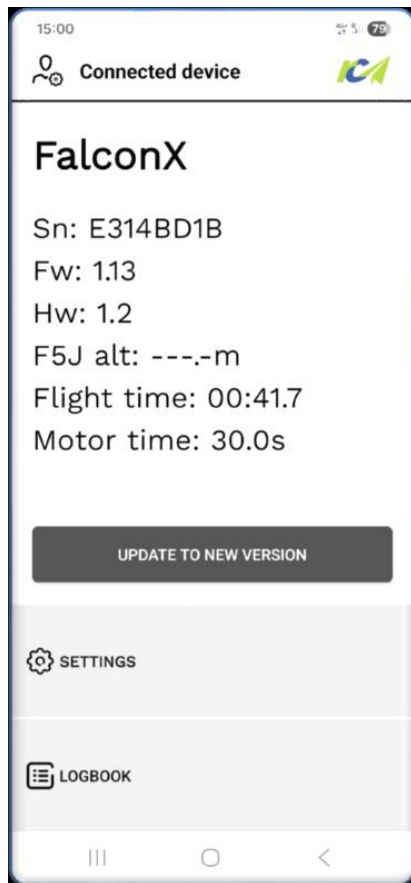 15:00
79
Connected device
FalconX
Sn: E314BD1B
Fw: 1.13
Hw: 1.2
F5J alt: ---.-m
Flight time: 00:41.7
Motor time: 30.0s
UPDATE TO NEW VERSION
SETTINGS
LOGBOOK